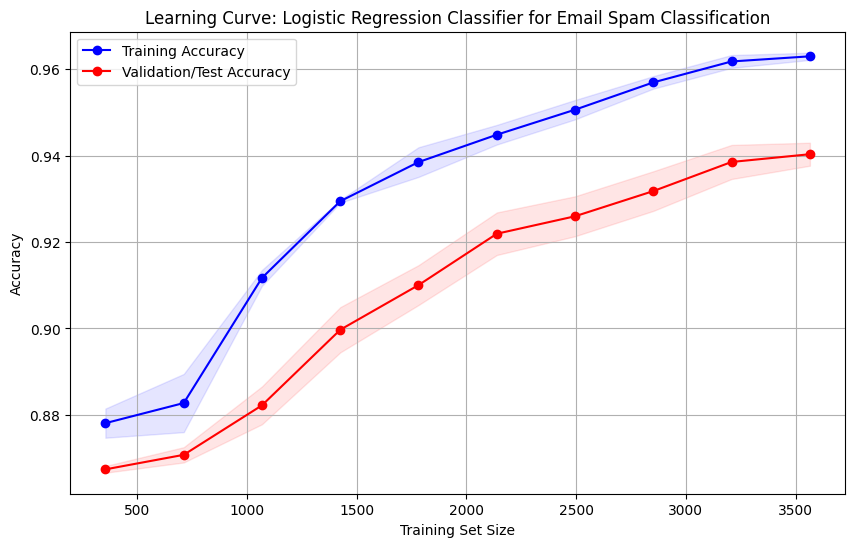 Learning Curve: Logistic Regression Classifier for Email Spam Classification
Training Accuracy
Validation/Test Accuracy
Accuracy
0.96
0.94
0.92
0.90
0.88
500
1000
1500
2000
2500
3000
3500
Training Set Size